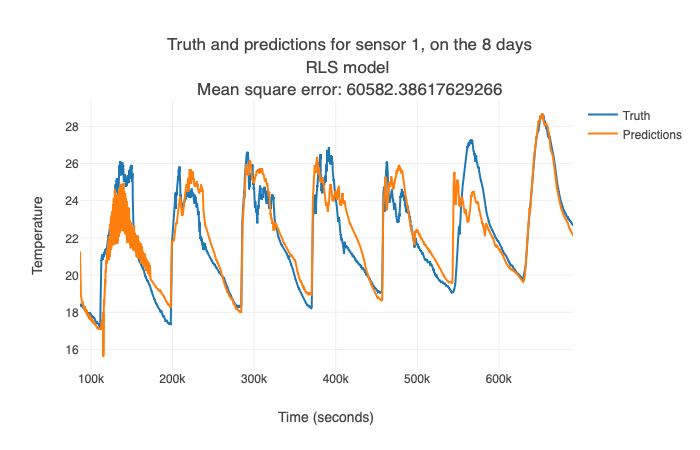 Truth and predictions for sensor 1, on the 8 days
RLS model
Mean square error: 60582.38617629266
Truth
Predictions
28
26
24
22
20
18
16
Temperature
100k
200k
300k
400k
500k
600k
Time (seconds)